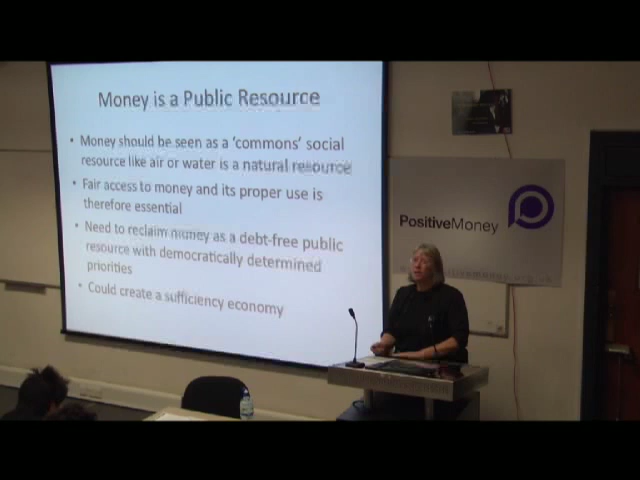 Money is a Public Resource
• Money should be seen as a 'commons' social
resource like air or water is a natural resource
• Fair access to money and its proper use is
therefore essential
• Need to reclaim money as a debt-free public
resource with democratically determined
priorities
• Could create a sufficiency economy
PositiveMoney